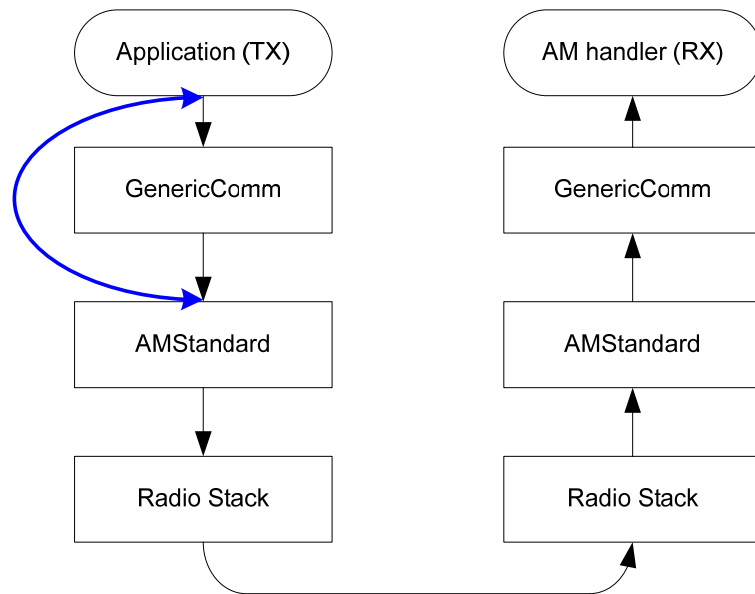 Application (TX)
AM handler (RX)
GenericComm
GenericComm
AMStandard
AMStandard
Radio Stack
Radio Stack